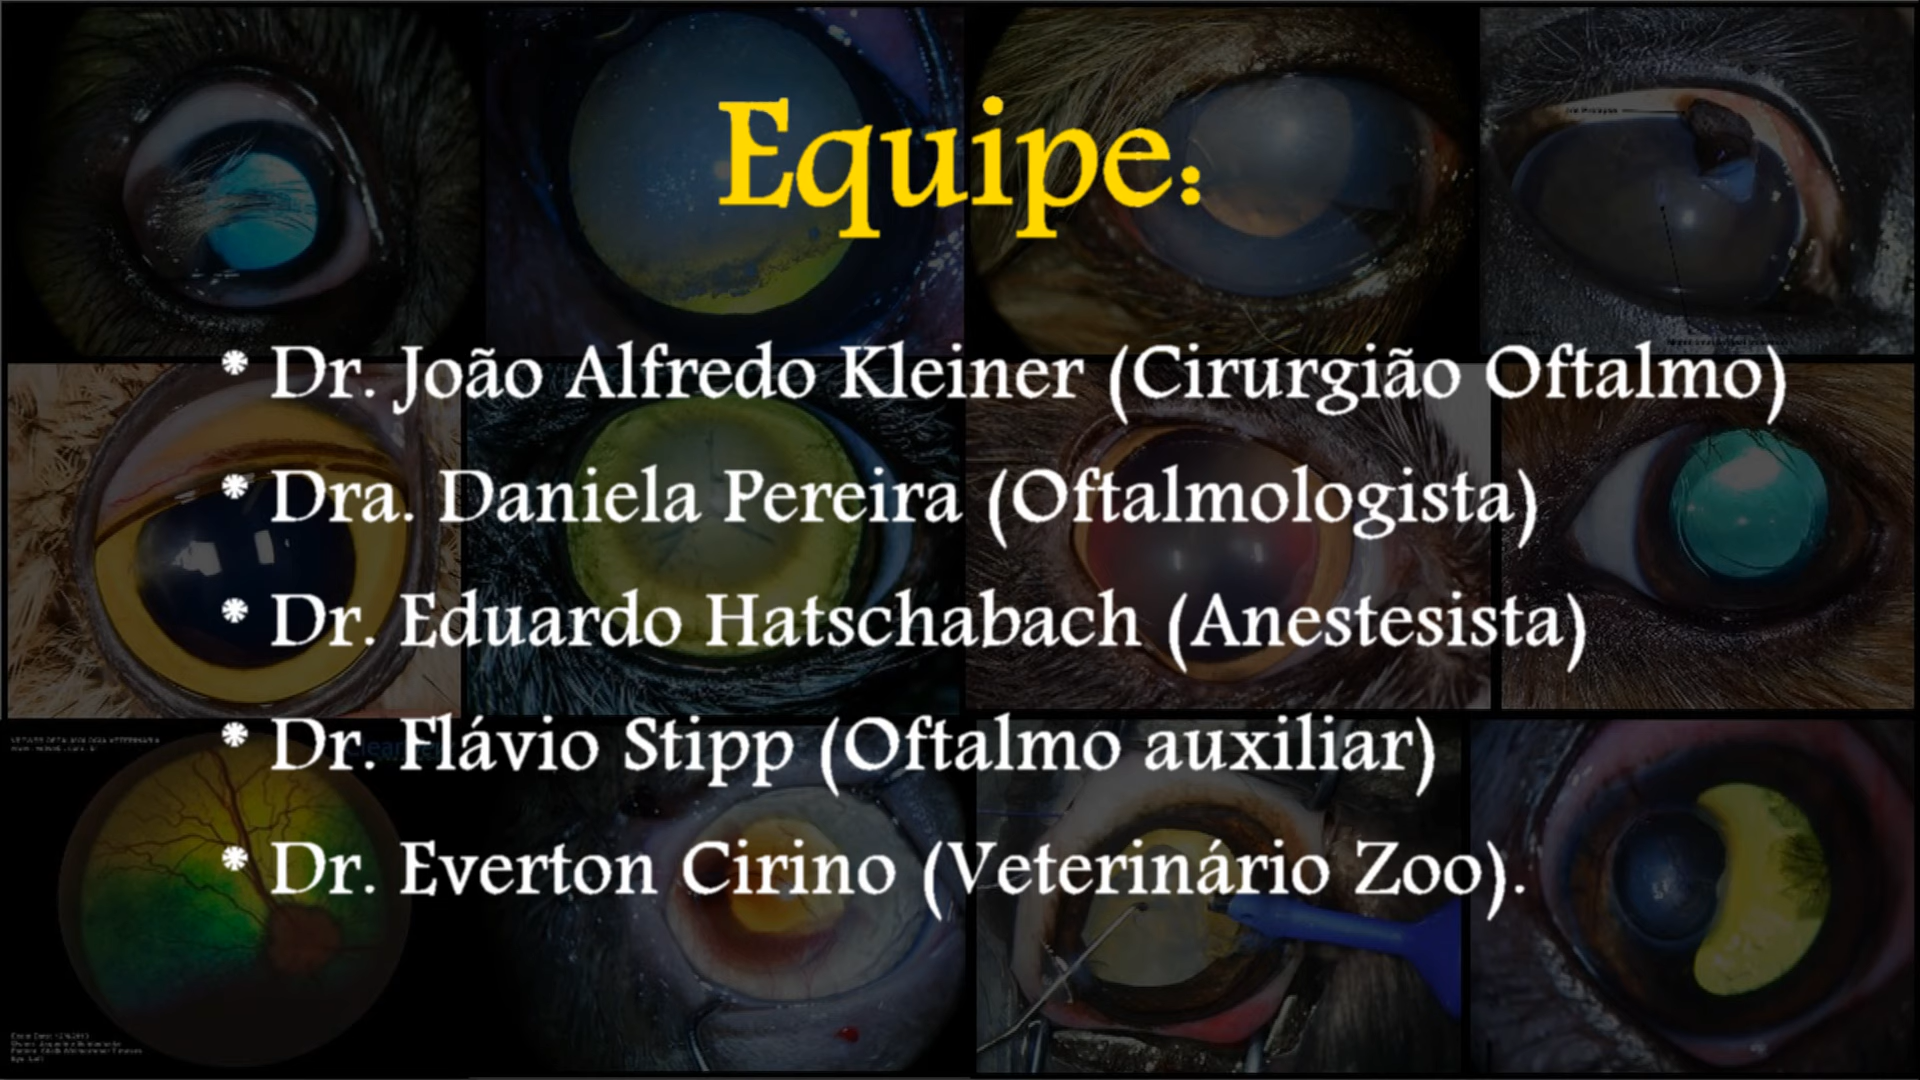 Equipe:
* Dr. João Alfredo Kleiner (Cirurgião Oftalmo)
* Dra. Daniela Pereira (Oftalmologista)
* Dr. Eduardo Hatschabach (Anestesista)
* Dr. Flávio Stipp (Oftalmo auxiliar)
* Dr. Everton Cirino (Veterinário Zoo).